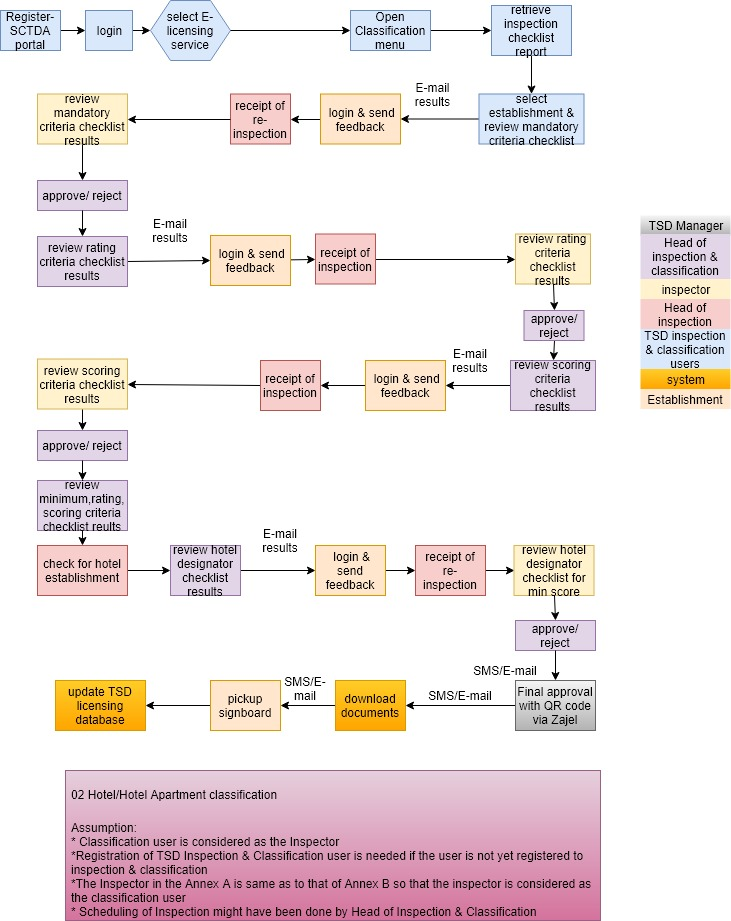 Register-
SCTDA
portal
login
select E-
licensing
service
Open
Classification
menu
retrieve
inspection
checklist
report
review
mandatory
criteria checklist
results
receipt of
re-
inspection
login & send
feedback
E-mail
results
select
establishment &
review mandatory
criteria checklist
approve/ reject
review rating
criteria checklist
results
E-mail
results
login & send
feedback
receipt of
inspection
review rating
criteria
checklist
results
approve/
reject
review scoring
criteria checklist
results
receipt of
inspection
login & send
feedback
E-mail
results
review scoring
criteria
checklist
results
approve/ reject
review
minimum,rating,
scoring criteria
checklist reults
check for hotel
establishment
review hotel
designator
checklist
results
E-mail
results
login &
send
feedback
receipt of
re-
inspection
review hotel
designator
checklist for
min score
approve/
reject
SMS/E-mail
update TSD
licensing
database
pickup
signboard
SMS/E-
mail
download
documents
SMS/E-mail
Final approval
with QR code
via Zajel
TSD Manager
Head of
inspection &
classification
inspector
Head of
inspection
TSD inspection
& classification
users
system
Establishment
02 Hotel/Hotel Apartment classification
Assumption:
* Classification user is considered as the Inspector
*Registration of TSD Inspection & Classification user is needed if the user is not yet registered to
inspection & classification
*The Inspector in the Annex A is same as to that of Annex B so that the inspector is considered as
the classification user
* Scheduling of Inspection might have been done by Head of Inspection & Classification